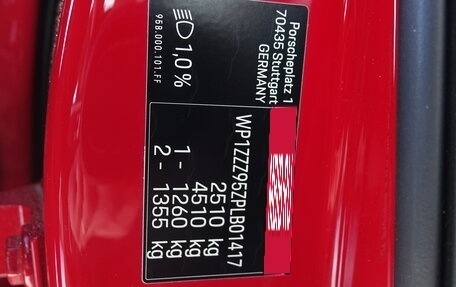 Porscheplatz 1
70435 Stuttgart
GERMANY
1,0%
95B.000.101.FF
WP1ZZZ95ZPLB01417
2510 kg
4510 kg
1 - 1260 kg
2 - 1355 kg